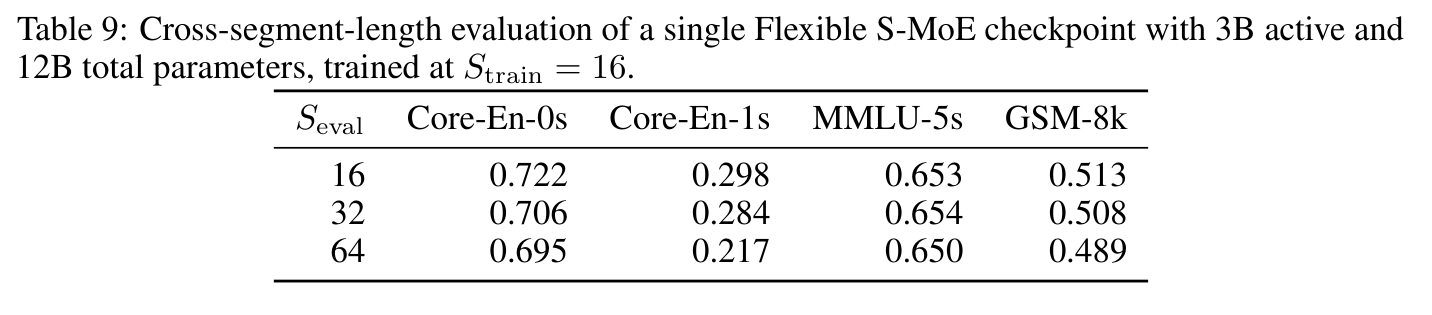 Table 9: Cross-segment-length evaluation of a single Flexible S-MoE checkpoint with 3B active and
12B total parameters, trained at S_train = 16.
S_eval Core-En-0s Core-En-1s MMLU-5s GSM-8k
16 0.722 0.298 0.653 0.513
32 0.706 0.284 0.654 0.508
64 0.695 0.217 0.650 0.489